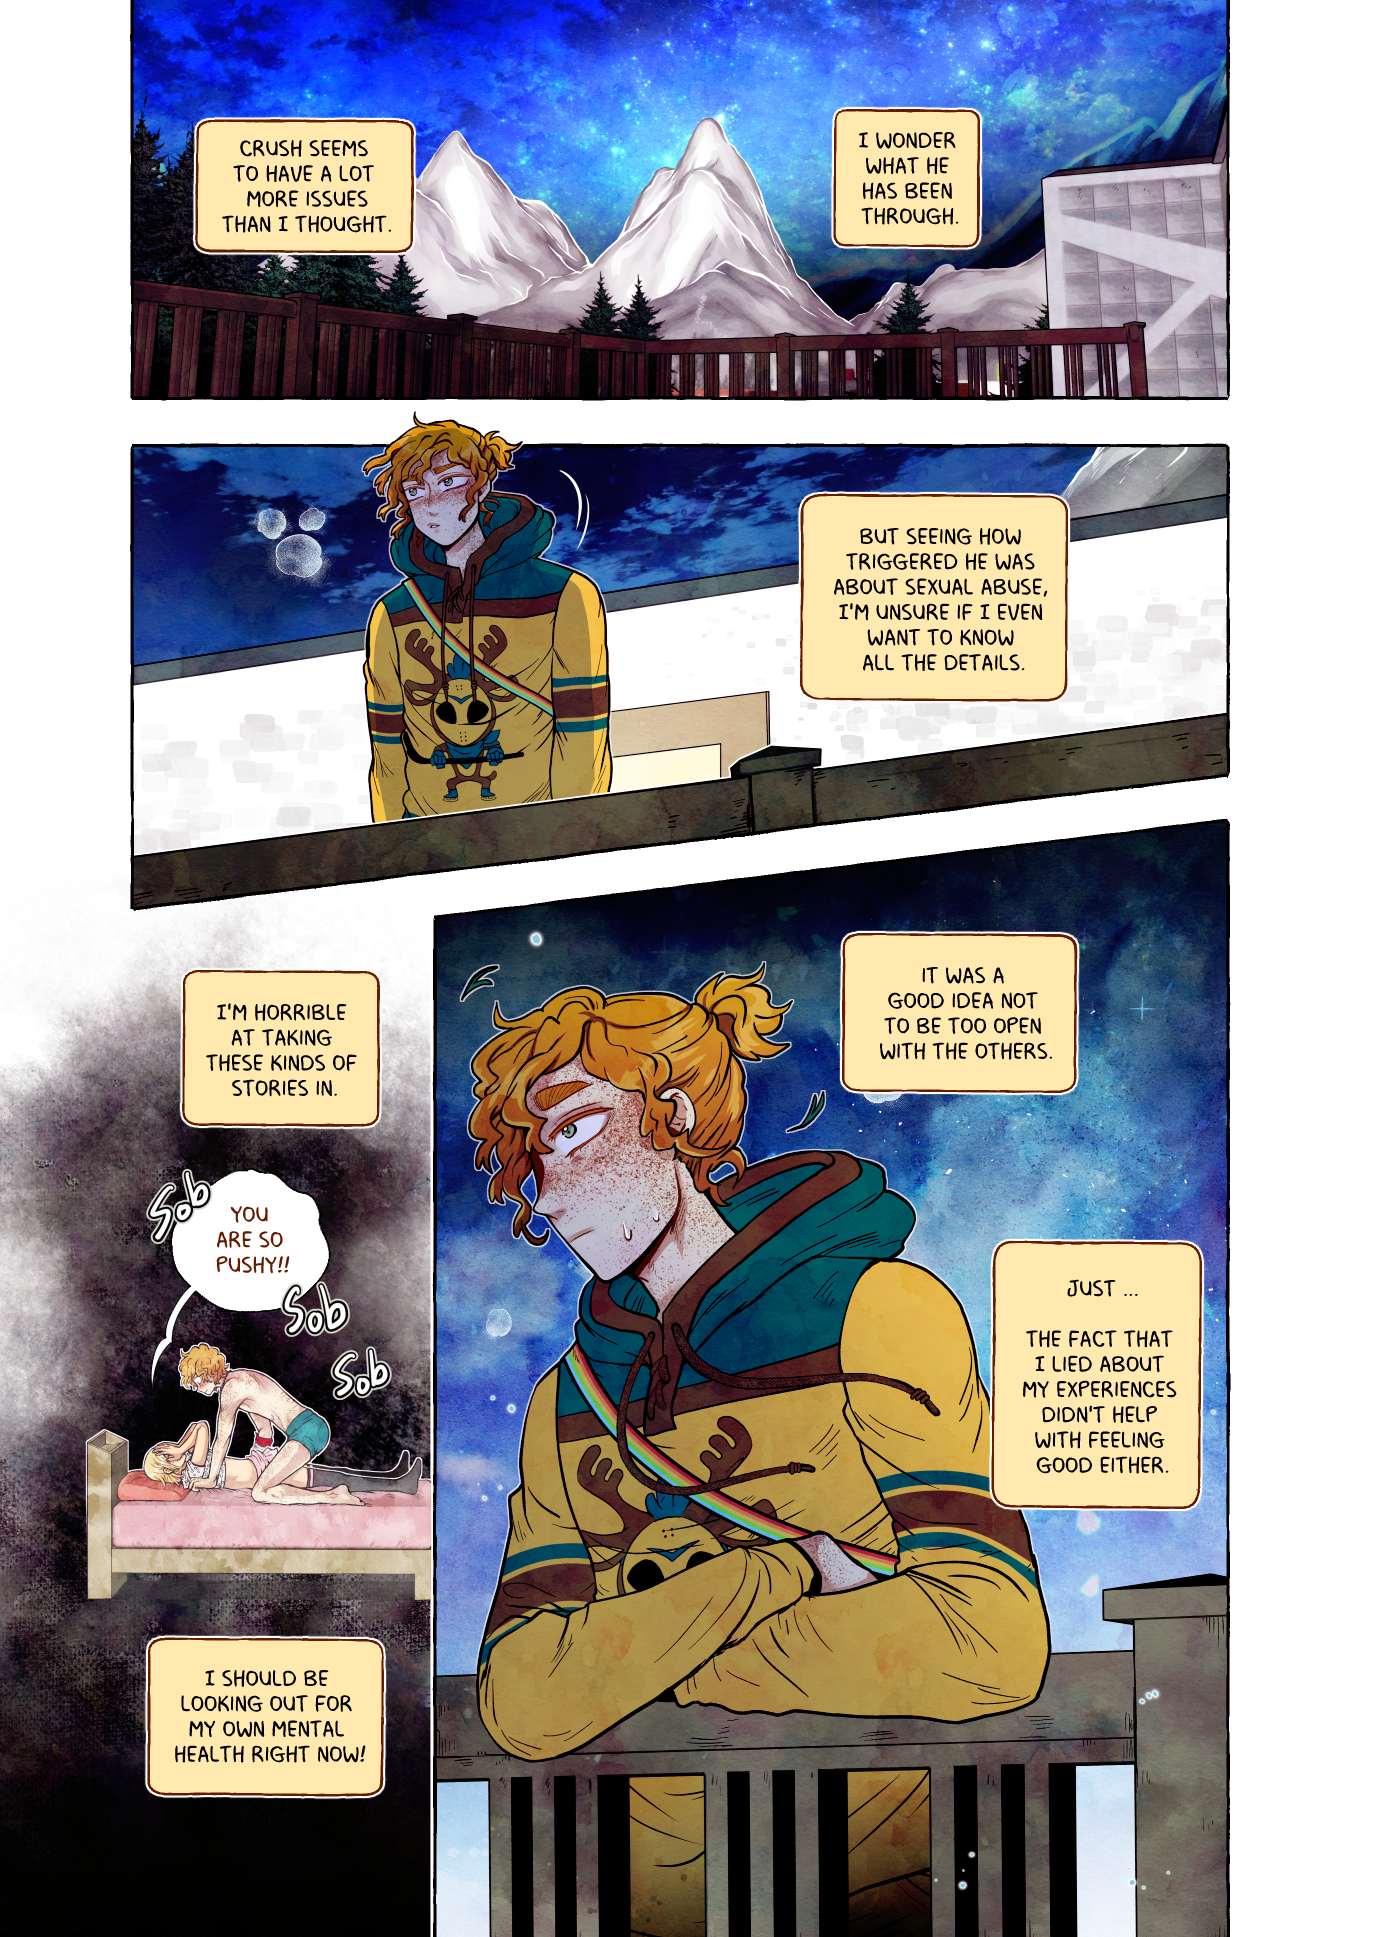 CRUSH SEEMS
TO HAVE A LOT
MORE ISSUES
THAN I THOUGHT.
I WONDER
WHAT HE
HAS BEEN
THROUGH.
BUT SEEING HOW
TRIGGERED HE WAS
ABOUT SEXUAL ABUSE,
I'M UNSURE IF I EVEN
WANT TO KNOW
ALL THE DETAILS.
I'M HORRIBLE
AT TAKING
THESE KINDS OF
STORIES IN.
Sob
YOU
ARE SO
PUSHY!!
Sob
Sob
I SHOULD BE
LOOKING OUT FOR
MY OWN MENTAL
HEALTH RIGHT NOW!
IT WAS A
GOOD IDEA NOT
TO BE TOO OPEN
WITH THE OTHERS.
JUST ...
THE FACT THAT
I LIED ABOUT
MY EXPERIENCES
DIDN'T HELP
WITH FEELING
GOOD EITHER.